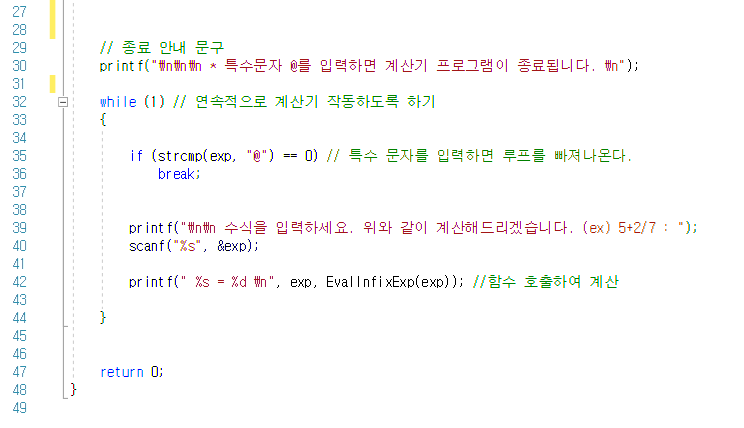 27
28
29 // 종료 안내 문구
30 printf("₩n₩n₩n * 특수문자 @를 입력하면 계산기 프로그램이 종료됩니다. ₩n");
31
32 while (1) // 연속적으로 계산기 작동하도록 하기
33 {
34
35 if (strcmp(exp, "@") == 0) // 특수 문자를 입력하면 루프를 빠져나온다.
36 break;
37
38
39 printf("₩n₩n 수식을 입력하세요. 위와 같이 계산해드리겠습니다. (ex) 5+2/7 : ");
40 scanf("%s", &exp);
41
42 printf(" %s = %d ₩n", exp, EvalInfixExp(exp)); //함수 호출하여 계산
43
44 }
45
46
47 return 0;
48 }
49